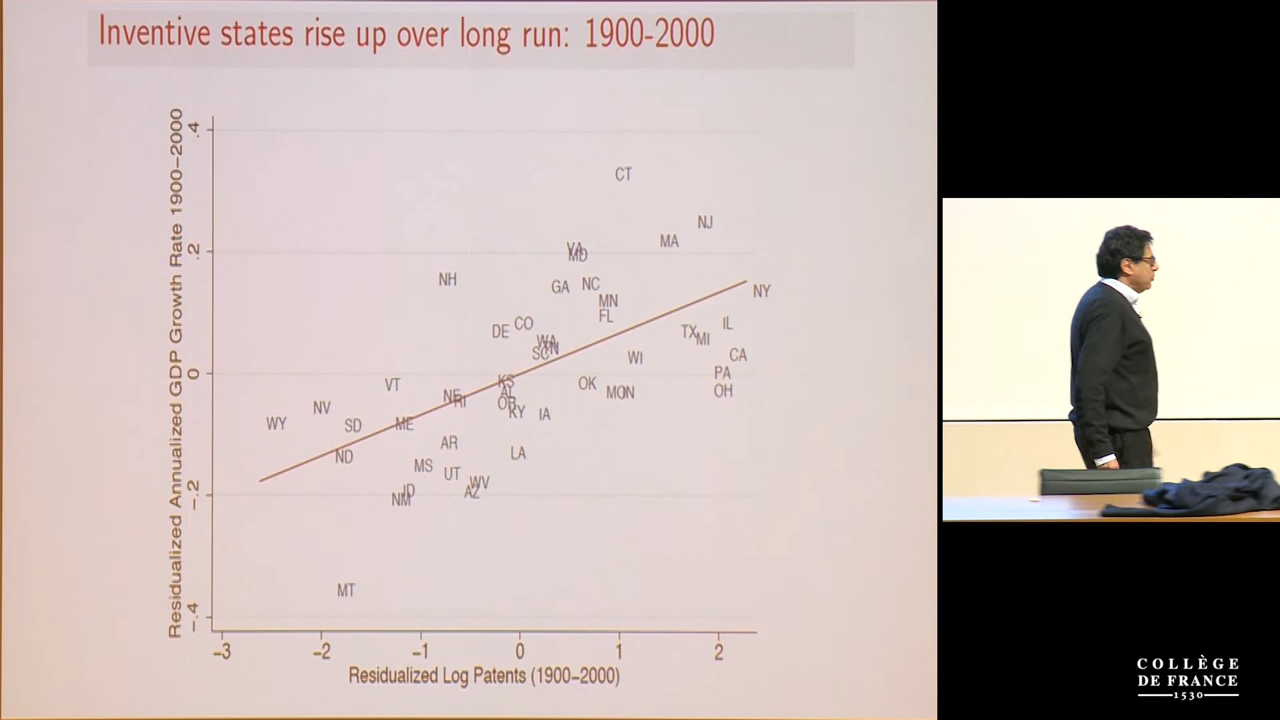 Inventive states rise up over long run: 1900-2000
Residualized Annualized GDP Growth Rate 1900–2000
.4
.2
0
−.2
−.4
CT
NJ
MA
VA
MD
NH
GA
NC
NY
MN
FL
DE
CO
IL
TX
MI
WA
SC
WI
CA
PA
OH
VT
KS
OK
AL
NE
RI
OR
KY
IA
NV
WY
SD
ME
AR
LA
ND
MS
UT
WV
AZ
ID
NM
MT
−3
−2
−1
0
1
2
Residualized Log Patents (1900–2000)
COLLÈGE
DE FRANCE
1530